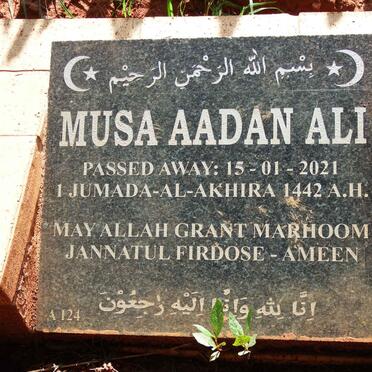 بِسْمِ اللهِ الرَّحْمنِ الرَّحِيْمِ
MUSA AADAN ALI
PASSED AWAY: 15 - 01 - 2021
1 JUMADA-AL-AKHIRA 1442 A.H.
MAY ALLAH GRANT MARHOOM
JANNATUL FIRDOSE - AMEEN
اِنَّا لِلّهِ وَاِنَّا اِلَيْهِ رَاجِعُوْنَ
A 124